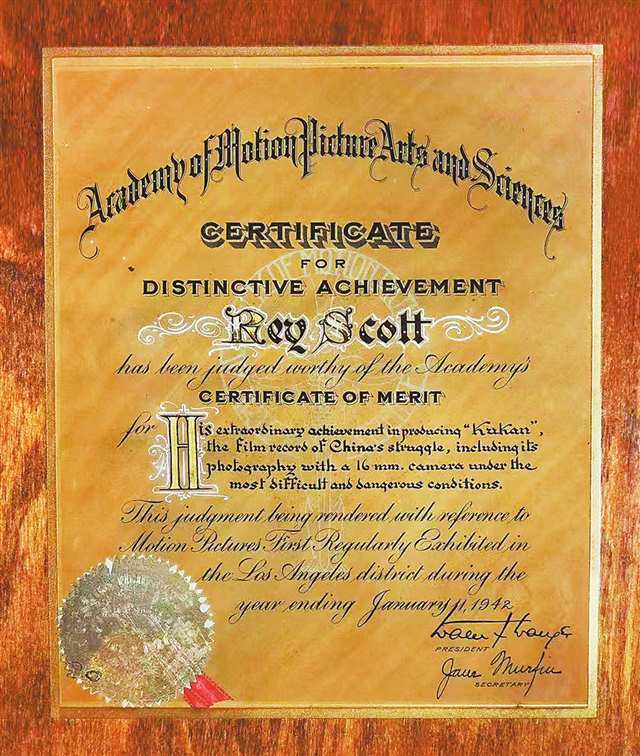 Academy of Motion Picture Arts and Sciences
CERTIFICATE
FOR
DISTINCTIVE ACHIEVEMENT
Rey Scott
has been judged worthy of the Academy's
CERTIFICATE OF MERIT
for His extraordinary achievement in producing "Kukan",
the film record of China's struggle, including its
photography with a 16 mm. camera under the
most difficult and dangerous conditions.
This judgment being rendered with reference to
Motion Pictures First Regularly Exhibited in
the Los Angeles district during the
year ending January 11, 1942
PRESIDENT
Jane Murfin
SECRETARY